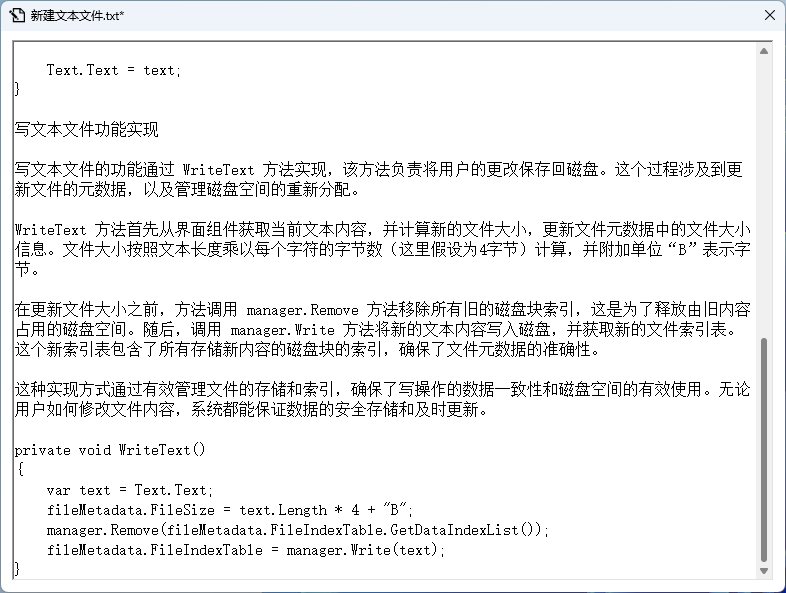 新建文本文件.txt*
    Text.Text = text;
}
写文本文件功能实现
写文本文件的功能通过 WriteText 方法实现，该方法负责将用户的更改保存回磁盘。这个过程涉及到更
新文件的元数据，以及管理磁盘空间的重新分配。
WriteText 方法首先从界面组件获取当前文本内容，并计算新的文件大小，更新文件元数据中的文件大小
信息。文件大小按照文本长度乘以每个字符的字节数（这里假设为4字节）计算，并附加单位“B”表示字
节。
在更新文件大小之前，方法调用 manager.Remove 方法移除所有旧的磁盘块索引，这是为了释放由旧内容
占用的磁盘空间。随后，调用 manager.Write 方法将新的文本内容写入磁盘，并获取新的文件索引表。
这个新索引表包含了所有存储新内容的磁盘块的索引，确保了文件元数据的准确性。
这种实现方式通过有效管理文件的存储和索引，确保了写操作的数据一致性和磁盘空间的有效使用。无论
用户如何修改文件内容，系统都能保证数据的安全存储和及时更新。
private void WriteText()
{
    var text = Text.Text;
    fileMetadata.FileSize = text.Length * 4 + "B";
    manager.Remove(fileMetadata.FileIndexTable.GetDataIndexList());
    fileMetadata.FileIndexTable = manager.Write(text);
}